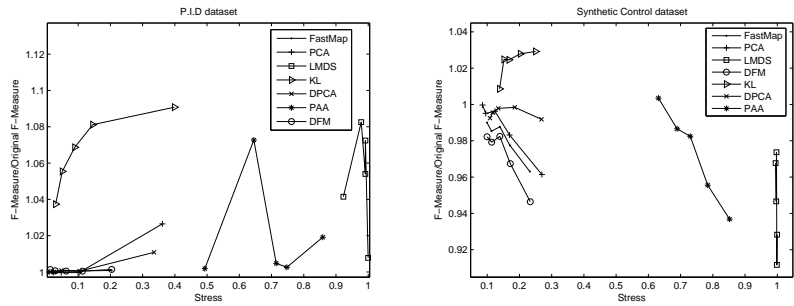 P.I.D dataset
1.12
1.1
1.08
1.06
1.04
1.02
1
F−Measure/Original F−Measure
0.1 0.2 0.3 0.4 0.5 0.6 0.7 0.8 0.9 1
Stress
FastMap
PCA
LMDS
KL
DPCA
PAA
DFM
Synthetic Control dataset
1.04
1.02
1
0.98
0.96
0.94
0.92
F−Measure/Original F−Measure
0.1 0.2 0.3 0.4 0.5 0.6 0.7 0.8 0.9 1
Stress
FastMap
PCA
LMDS
DFM
KL
DPCA
PAA